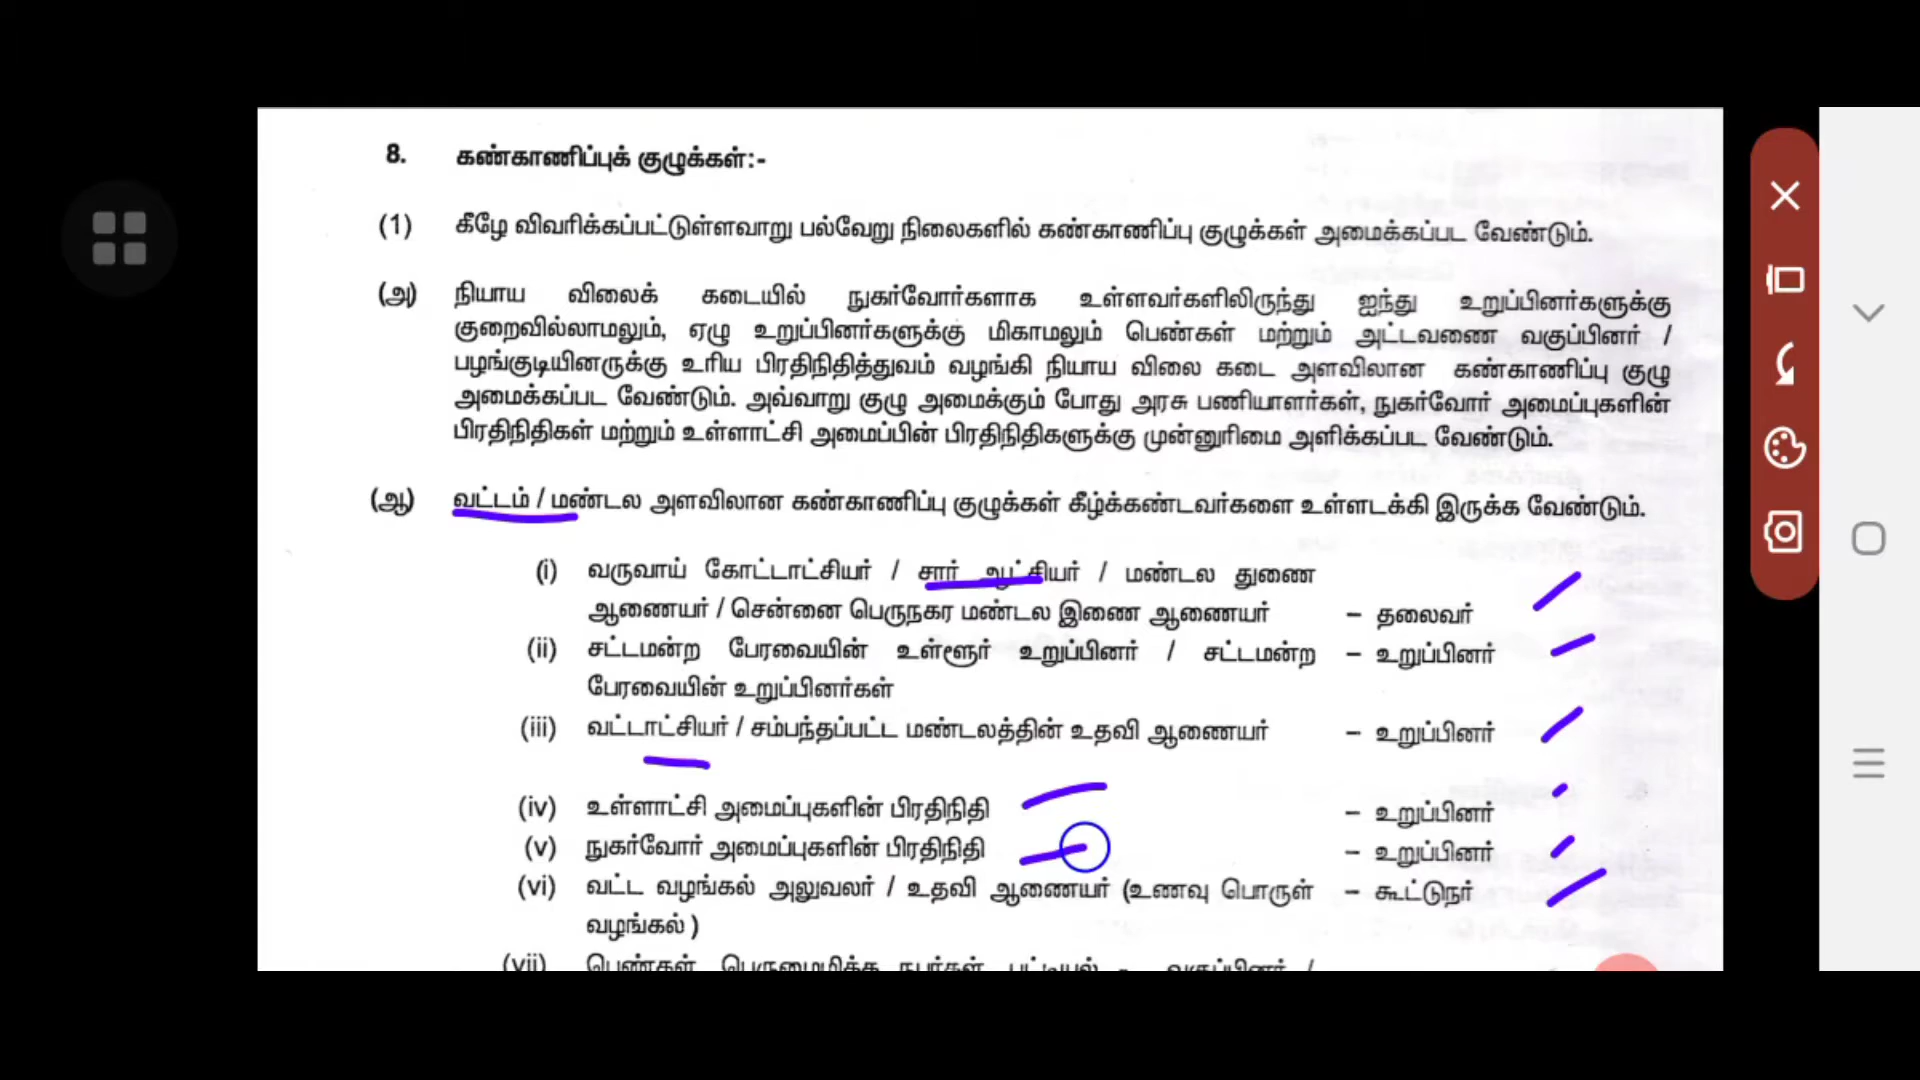 8. கண்காணிப்புக் குழுக்கள்:-
(1) கீழே விவரிக்கப்பட்டுள்ளவாறு பல்வேறு நிலைகளில் கண்காணிப்பு குழுக்கள் அமைக்கப்பட வேண்டும்.
(அ) நியாய விலைக் கடையில் நுகர்வோர்களாக உள்ளவர்களிலிருந்து ஐந்து உறுப்பினர்களுக்கு
குறைவில்லாமலும், ஏழு உறுப்பினர்களுக்கு மிகாமலும் பெண்கள் மற்றும் அட்டவணை வகுப்பினர் /
பழங்குடியினருக்கு உரிய பிரதிநிதித்துவம் வழங்கி நியாய விலை கடை அளவிலான கண்காணிப்பு குழு
அமைக்கப்பட வேண்டும். அவ்வாறு குழு அமைக்கும் போது அரசு பணியாளர்கள், நுகர்வோர் அமைப்புகளின்
பிரதிநிதிகள் மற்றும் உள்ளாட்சி அமைப்பின் பிரதிநிதிகளுக்கு முன்னுரிமை அளிக்கப்பட வேண்டும்.
(ஆ) வட்டம் / மண்டல அளவிலான கண்காணிப்பு குழுக்கள் கீழ்க்கண்டவர்களை உள்ளடக்கி இருக்க வேண்டும்.
(i) வருவாய் கோட்டாட்சியர் / சார் ஆட்சியர் / மண்டல துணை
ஆணையர் / சென்னை பெருநகர மண்டல இணை ஆணையர் – தலைவர்
(ii) சட்டமன்ற பேரவையின் உள்ளூர் உறுப்பினர் / சட்டமன்ற – உறுப்பினர்
பேரவையின் உறுப்பினர்கள்
(iii) வட்டாட்சியர் / சம்பந்தப்பட்ட மண்டலத்தின் உதவி ஆணையர் – உறுப்பினர்
(iv) உள்ளாட்சி அமைப்புகளின் பிரதிநிதி – உறுப்பினர்
(v) நுகர்வோர் அமைப்புகளின் பிரதிநிதி – உறுப்பினர்
(vi) வட்ட வழங்கல் அலுவலர் / உதவி ஆணையர் (உணவு பொருள் – கூட்டுநர்
வழங்கல் )
(vii) பெண்கள் பெருமைமிக்க நபர்கள் பட்டியல் - வகுப்பினர் /